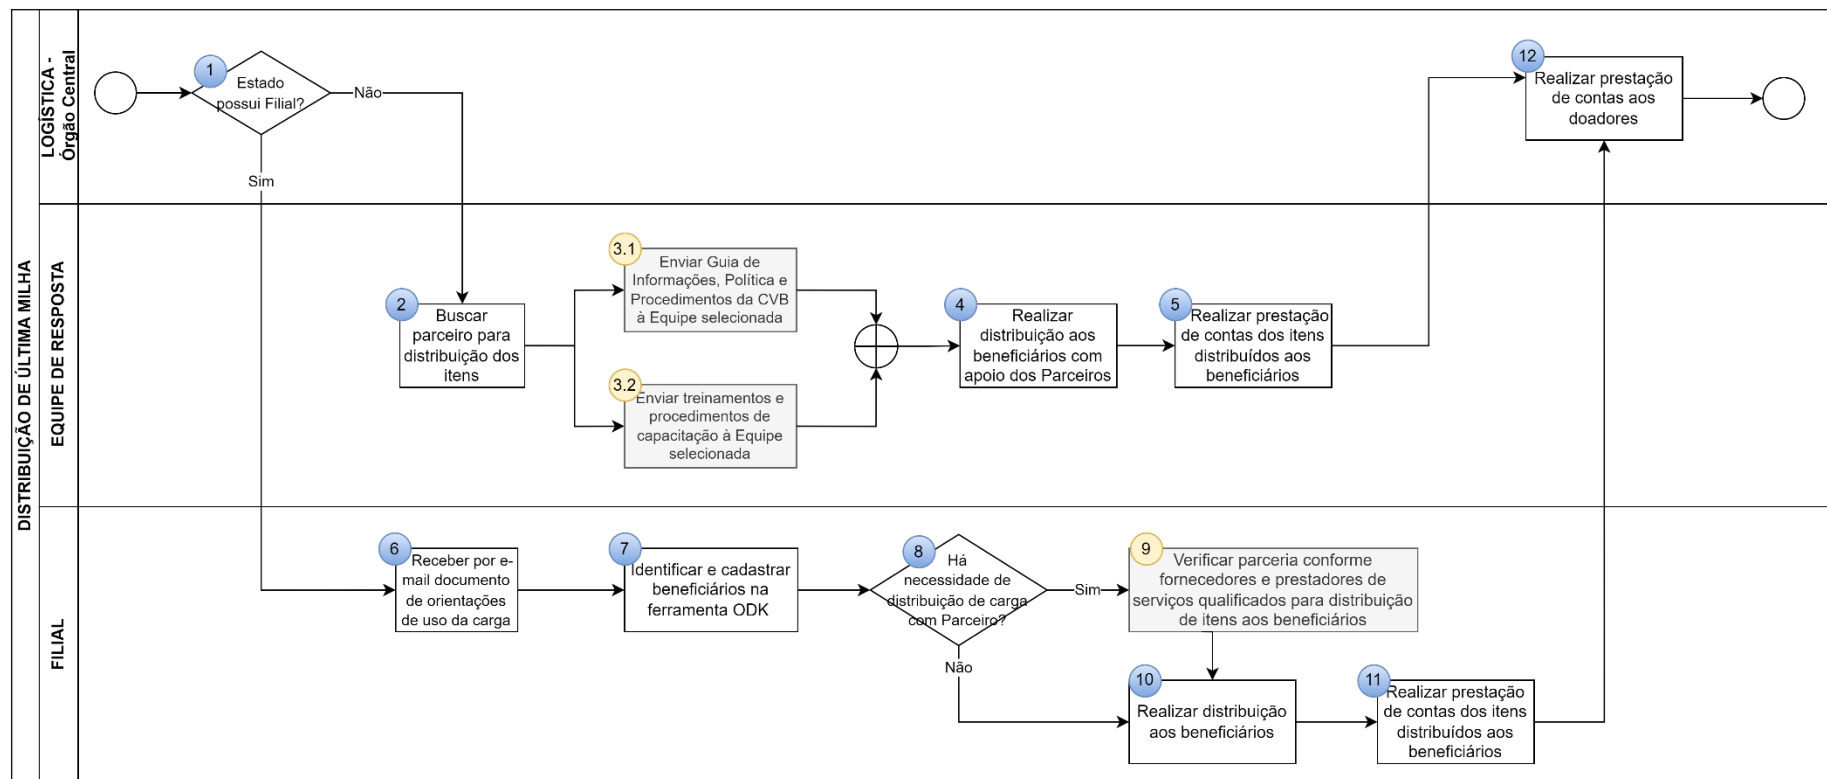 DISTRIBUIÇÃO DE ÚLTIMA MILHA
LOGÍSTICA -
Órgão Central
1
Estado
possui Filial?
Não
Sim
12
Realizar prestação
de contas aos
doadores
EQUIPE DE RESPOSTA
2
Buscar
parceiro para
distribuição dos
itens
3.1
Enviar Guia de
Informações, Política e
Procedimentos da CVB
à Equipe selecionada
3.2
Enviar treinamentos e
procedimentos de
capacitação à Equipe
selecionada
4
Realizar
distribuição aos
beneficiários com
apoio dos Parceiros
5
Realizar prestação
de contas dos itens
distribuídos aos
beneficiários
FILIAL
6
Receber por e-
mail documento
de orientações
de uso da carga
7
Identificar e cadastrar
beneficiários na
ferramenta ODK
8
Há
necessidade de
distribuição de carga
com Parceiro?
Sim
Não
9
Verificar parceria conforme
fornecedores e prestadores de
serviços qualificados para distribuição
de itens aos beneficiários
10
Realizar distribuição
aos beneficiários
11
Realizar prestação
de contas dos itens
distribuídos aos
beneficiários